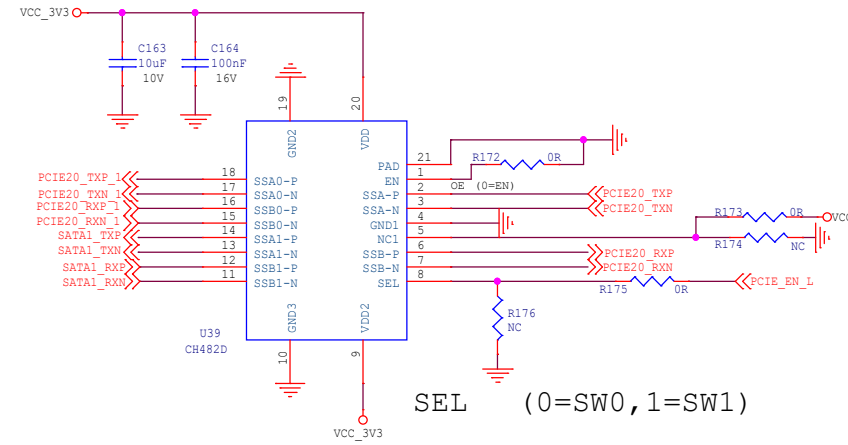 VCC_3V3
C163
10uF
10V
C164
100nF
16V
19
20
GND2
VDD
PCIE20_TXP_1
18
SSA0-P
PCIE20_TXN_1
17
SSA0-N
PCIE20_RXP_1
16
SSB0-P
PCIE20_RXN_1
15
SSB0-N
SATA1_TXP
14
SSA1-P
SATA1_TXN
13
SSA1-N
SATA1_RXP
12
SSB1-P
SATA1_RXN
11
SSB1-N
PAD
21
EN
1
R172
0R
OE (0=EN)
SSA-P
2
PCIE20_TXP
SSA-N
3
PCIE20_TXN
GND1
4
NC1
5
R173
0R
VCC
R174
NC
SSB-P
6
PCIE20_RXP
SSB-N
7
PCIE20_RXN
SEL
8
R175
0R
PCIE_EN_L
R176
NC
GND3
VDD2
U39
CH482D
10
9
VCC_3V3
SEL (0=SW0,1=SW1)